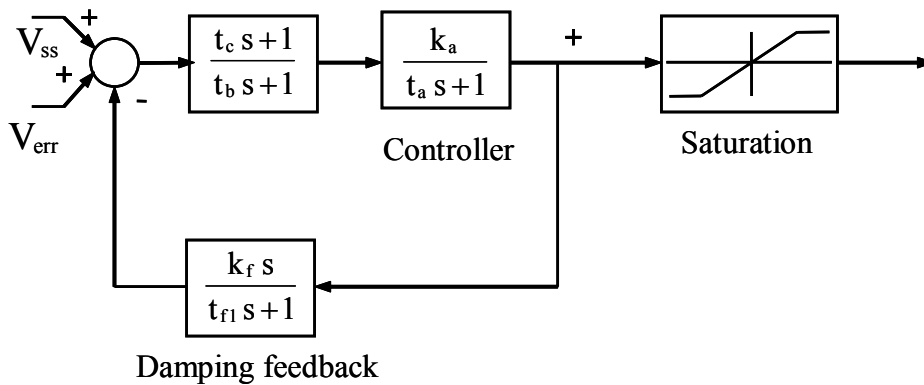 +
V_ss
+
V_err
-
t_c s+1
t_b s+1
k_a
t_a s+1
Controller
+
Saturation
k_f s
t_f1 s+1
Damping feedback